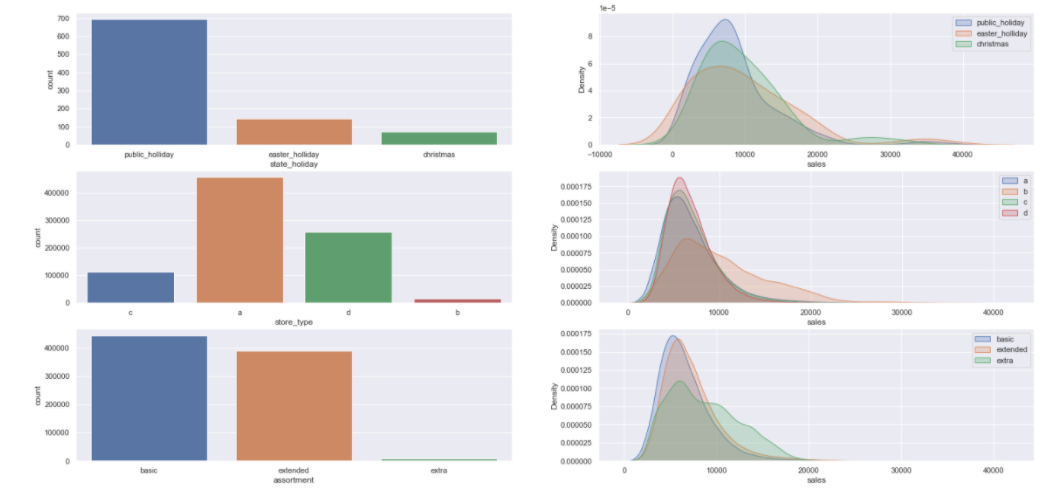 700
600
500
400
300
200
100
0
count
public_holliday
easter_holliday
christmas
state_holiday
1e−5
8
6
4
2
0
Density
−10000
0
10000
20000
30000
40000
sales
public_holiday
easter_holliday
christmas
400000
300000
200000
100000
0
count
c
a
d
b
store_type
0.000175
0.000150
0.000125
0.000100
0.000075
0.000050
0.000025
0.000000
Density
0
10000
20000
30000
40000
sales
a
b
c
d
400000
300000
200000
100000
0
count
basic
extended
extra
assortment
0.000175
0.000150
0.000125
0.000100
0.000075
0.000050
0.000025
0.000000
Density
0
10000
20000
30000
40000
sales
basic
extended
extra